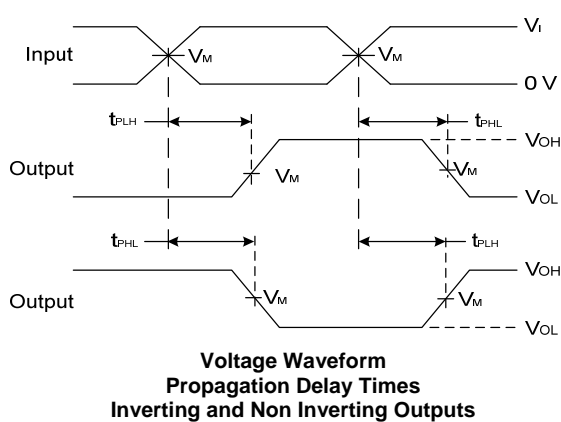 VI
Input VM VM
0 V
tPLH tPHL
VOH
Output VM VM
VOL
tPHL tPLH
VOH
Output VM VM
VOL
Voltage Waveform
Propagation Delay Times
Inverting and Non Inverting Outputs